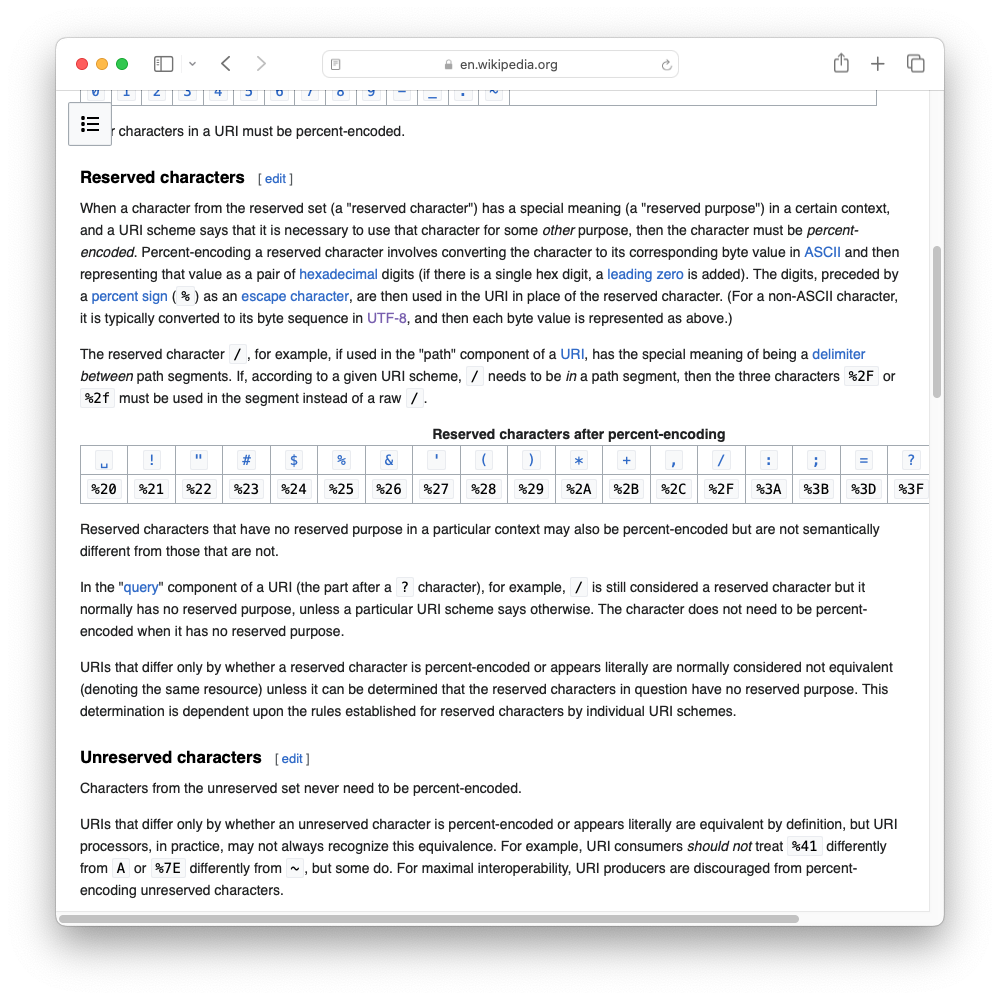 en.wikipedia.org
0 1 2 3 4 5 6 7 8 9 - _ . ~
r characters in a URI must be percent-encoded.
Reserved characters [ edit ]
When a character from the reserved set (a "reserved character") has a special meaning (a "reserved purpose") in a certain context,
and a URI scheme says that it is necessary to use that character for some other purpose, then the character must be percent-
encoded. Percent-encoding a reserved character involves converting the character to its corresponding byte value in ASCII and then
representing that value as a pair of hexadecimal digits (if there is a single hex digit, a leading zero is added). The digits, preceded by
a percent sign ( % ) as an escape character, are then used in the URI in place of the reserved character. (For a non-ASCII character,
it is typically converted to its byte sequence in UTF-8, and then each byte value is represented as above.)
The reserved character / , for example, if used in the "path" component of a URI, has the special meaning of being a delimiter
between path segments. If, according to a given URI scheme, / needs to be in a path segment, then the three characters %2F or
%2f must be used in the segment instead of a raw / .
Reserved characters after percent-encoding
␣ ! " # $ % & ' ( ) * + , / : ; = ?
%20 %21 %22 %23 %24 %25 %26 %27 %28 %29 %2A %2B %2C %2F %3A %3B %3D %3F
Reserved characters that have no reserved purpose in a particular context may also be percent-encoded but are not semantically
different from those that are not.
In the "query" component of a URI (the part after a ? character), for example, / is still considered a reserved character but it
normally has no reserved purpose, unless a particular URI scheme says otherwise. The character does not need to be percent-
encoded when it has no reserved purpose.
URIs that differ only by whether a reserved character is percent-encoded or appears literally are normally considered not equivalent
(denoting the same resource) unless it can be determined that the reserved characters in question have no reserved purpose. This
determination is dependent upon the rules established for reserved characters by individual URI schemes.
Unreserved characters [ edit ]
Characters from the unreserved set never need to be percent-encoded.
URIs that differ only by whether an unreserved character is percent-encoded or appears literally are equivalent by definition, but URI
processors, in practice, may not always recognize this equivalence. For example, URI consumers should not treat %41 differently
from A or %7E differently from ~ , but some do. For maximal interoperability, URI producers are discouraged from percent-
encoding unreserved characters.